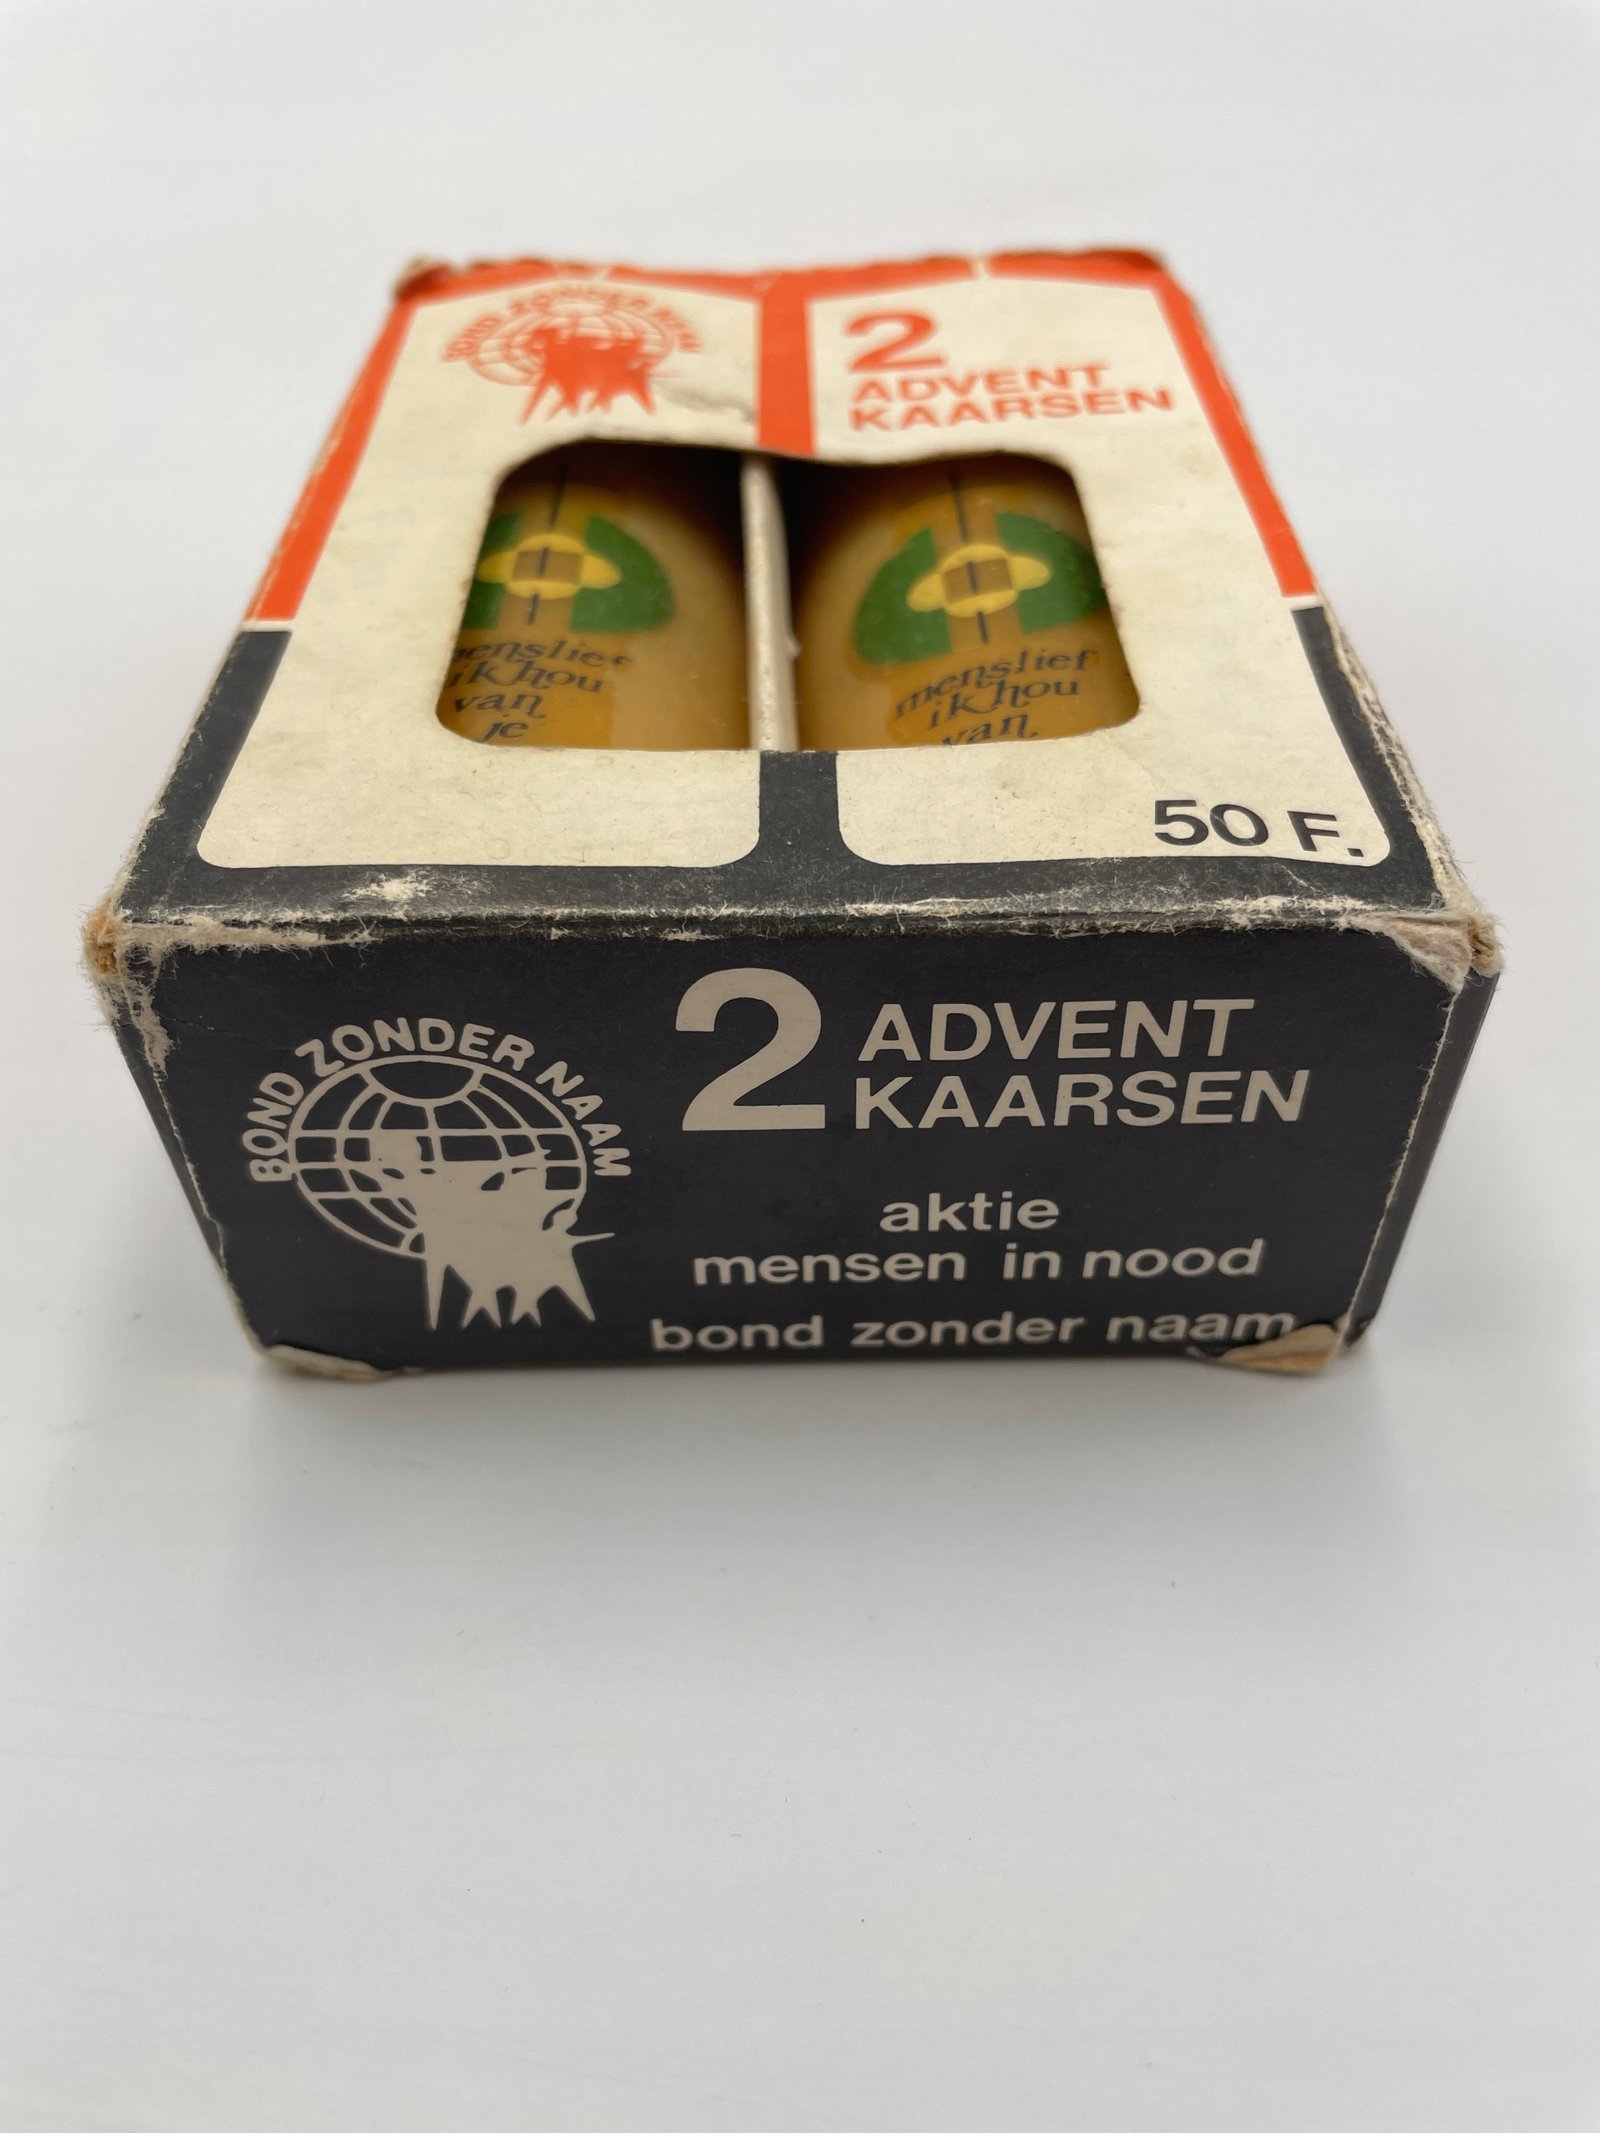 BOND ZONDER NAAM
2
ADVENT
KAARSEN
menslief
ik hou
van
je
menslief
ik hou
van
50 F.
BOND ZONDER NAAM
2 ADVENT
KAARSEN
aktie
mensen in nood
bond zonder naam